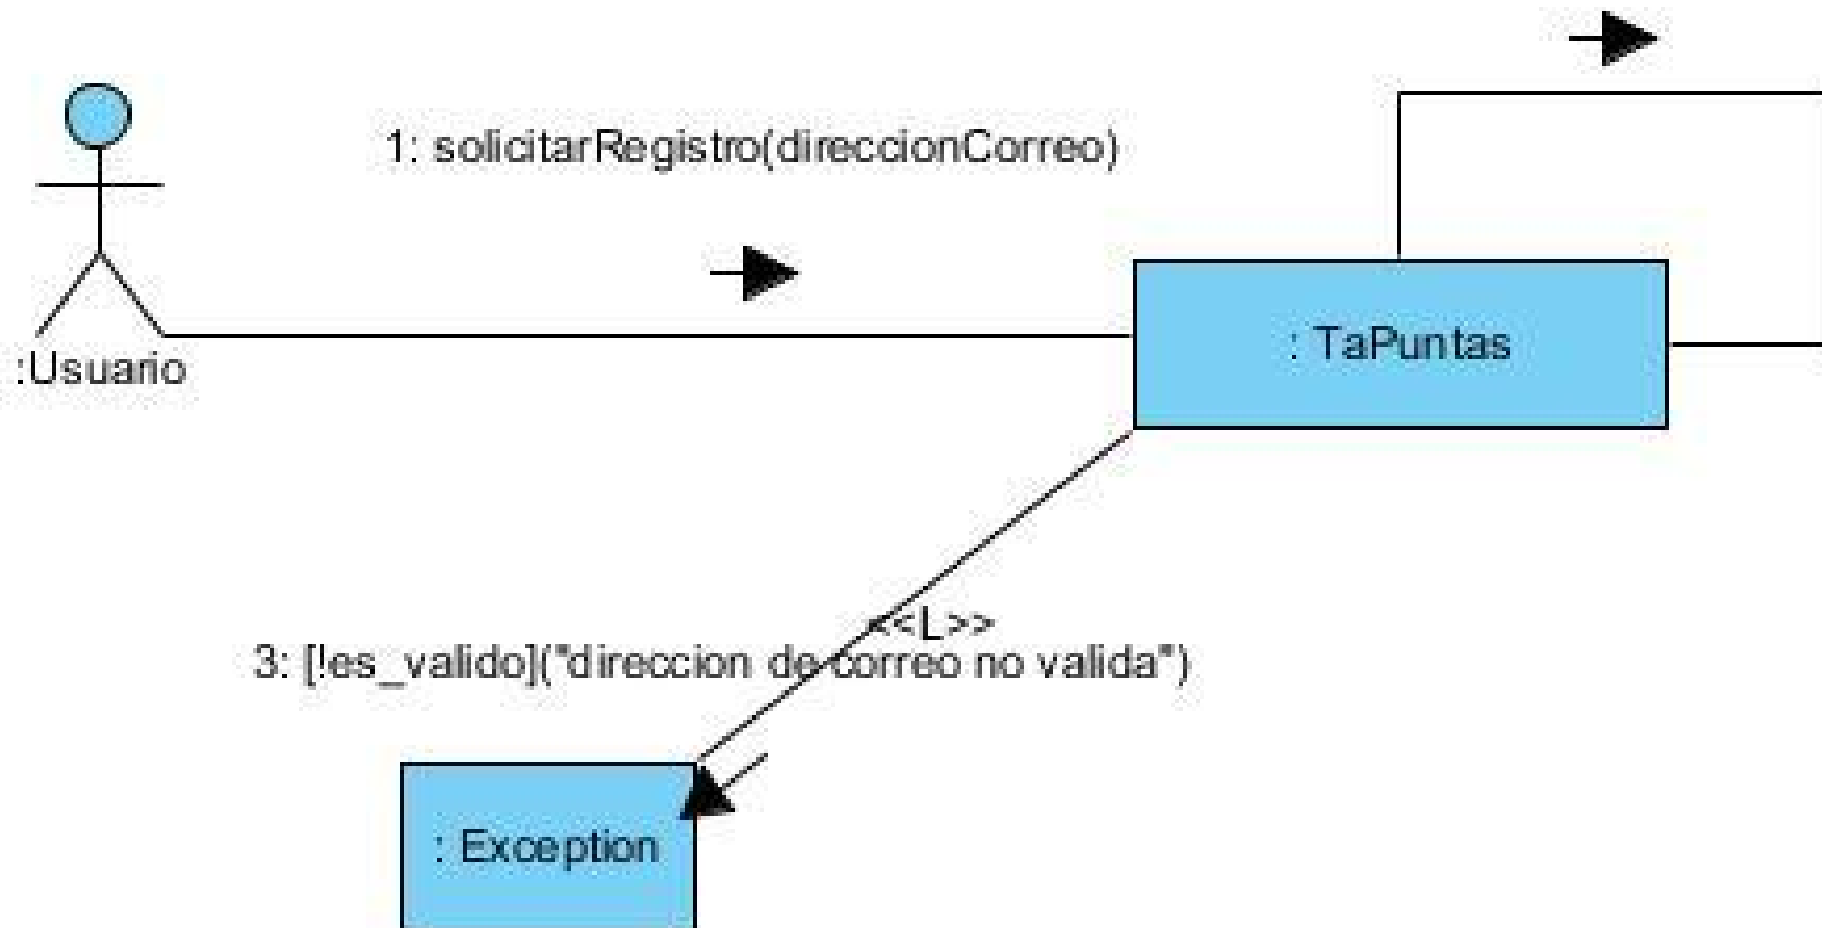 1: solicitarRegistro(direccionCorreo)
: TaPuntas
:Usuario
<<L>>
3: [!es_valido]("direccion de correo no valida")
: Exception